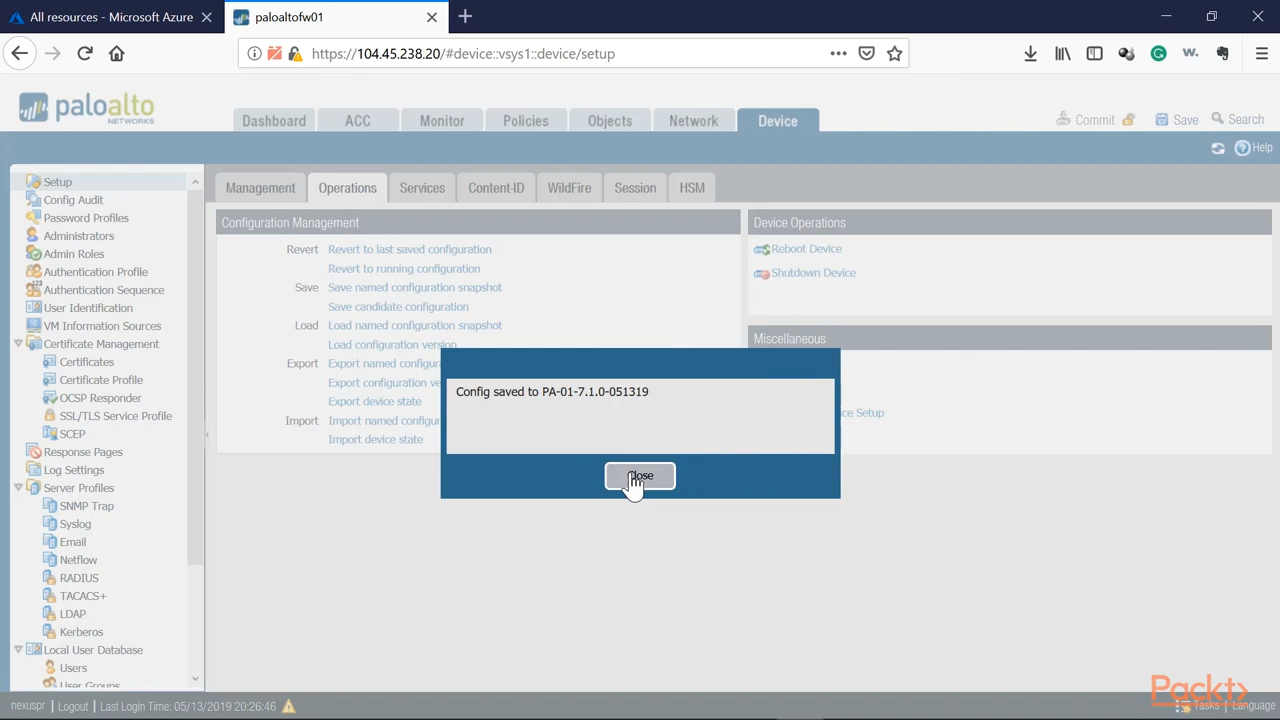 All resources - Microsoft Azure
paloaltofw01
https://104.45.238.20/#device::vsys1::device/setup
paloalto
NETWORKS
Dashboard
ACC
Monitor
Policies
Objects
Network
Device
Commit
Save
Search
Help
Setup
Config Audit
Password Profiles
Administrators
Admin Roles
Authentication Profile
Authentication Sequence
User Identification
VM Information Sources
Certificate Management
Certificates
Certificate Profile
OCSP Responder
SSL/TLS Service Profile
SCEP
Response Pages
Log Settings
Server Profiles
SNMP Trap
Syslog
Email
Netflow
RADIUS
TACACS+
LDAP
Kerberos
Local User Database
Users
User Groups
Management
Operations
Services
Content-ID
WildFire
Session
HSM
Configuration Management
Revert
Revert to last saved configuration
Revert to running configuration
Save
Save named configuration snapshot
Save candidate configuration
Load
Load named configuration snapshot
Load configuration version
Export
Export named
Export configuration
Export device state
Import
Import named
Import device state
Device Operations
Reboot Device
Shutdown Device
Miscellaneous
Setup
Config saved to PA-01-7.1.0-051319
Close
nexuspr | Logout | Last Login Time: 05/13/2019 20:26:46
Tasks | Language
Packt>